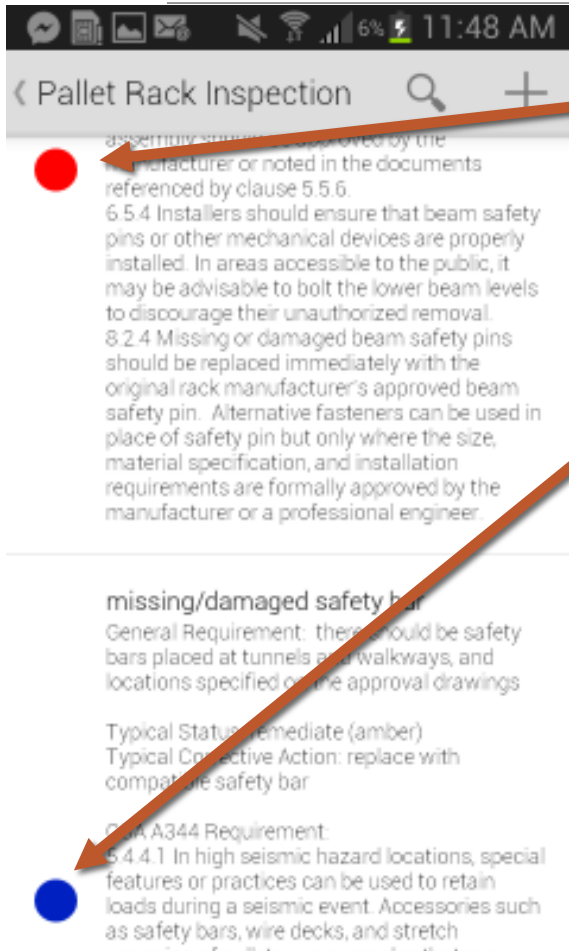 6% 11:48 AM
Pallet Rack Inspection
assembly should be approved by the
manufacturer or noted in the documents
referenced by clause 5.5.6.
6.5.4 Installers should ensure that beam safety
pins or other mechanical devices are properly
installed. In areas accessible to the public, it
may be advisable to bolt the lower beam levels
to discourage their unauthorized removal.
8.2.4 Missing or damaged beam safety pins
should be replaced immediately with the
original rack manufacturer's approved beam
safety pin. Alternative fasteners can be used in
place of safety pin but only where the size,
material specification, and installation
requirements are formally approved by the
manufacturer or a professional engineer.
missing/damaged safety bar
General Requirement: there should be safety
bars placed at tunnels and walkways, and
locations specified on the approval drawings
Typical Status: remediate (amber)
Typical Corrective Action: replace with
compatible safety bar
CSA A344 Requirement:
5.4.4.1 In high seismic hazard locations, special
features or practices can be used to retain
loads during a seismic event. Accessories such
as safety bars, wire decks, and stretch